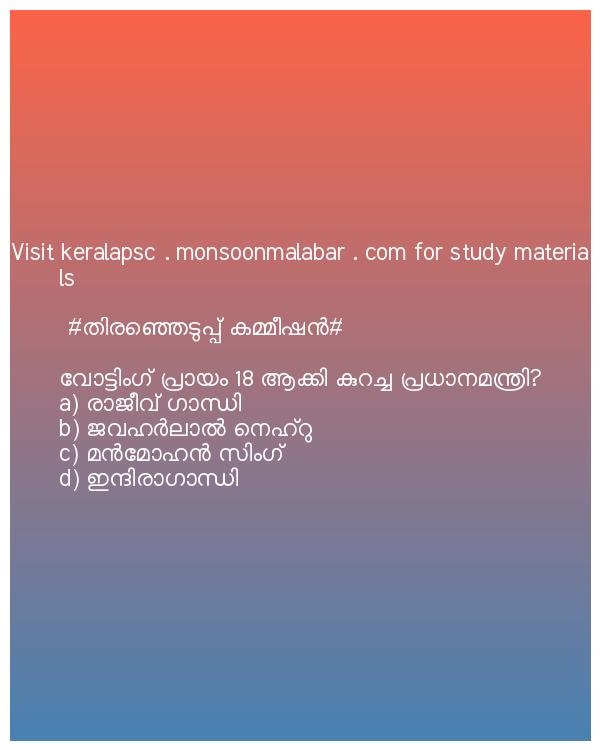 Visit keralapsc . monsoonmalabar . com for study materia
ls
#തിരഞ്ഞെടുപ്പ് കമ്മീഷൻ#
വോട്ടിംഗ് പ്രായം 18 ആക്കി കുറച്ച പ്രധാനമന്ത്രി?
a) രാജീവ് ഗാന്ധി
b) ജവഹർലാൽ നെഹ്റു
c) മൻമോഹൻ സിംഗ്
d) ഇന്ദിരാഗാന്ധി